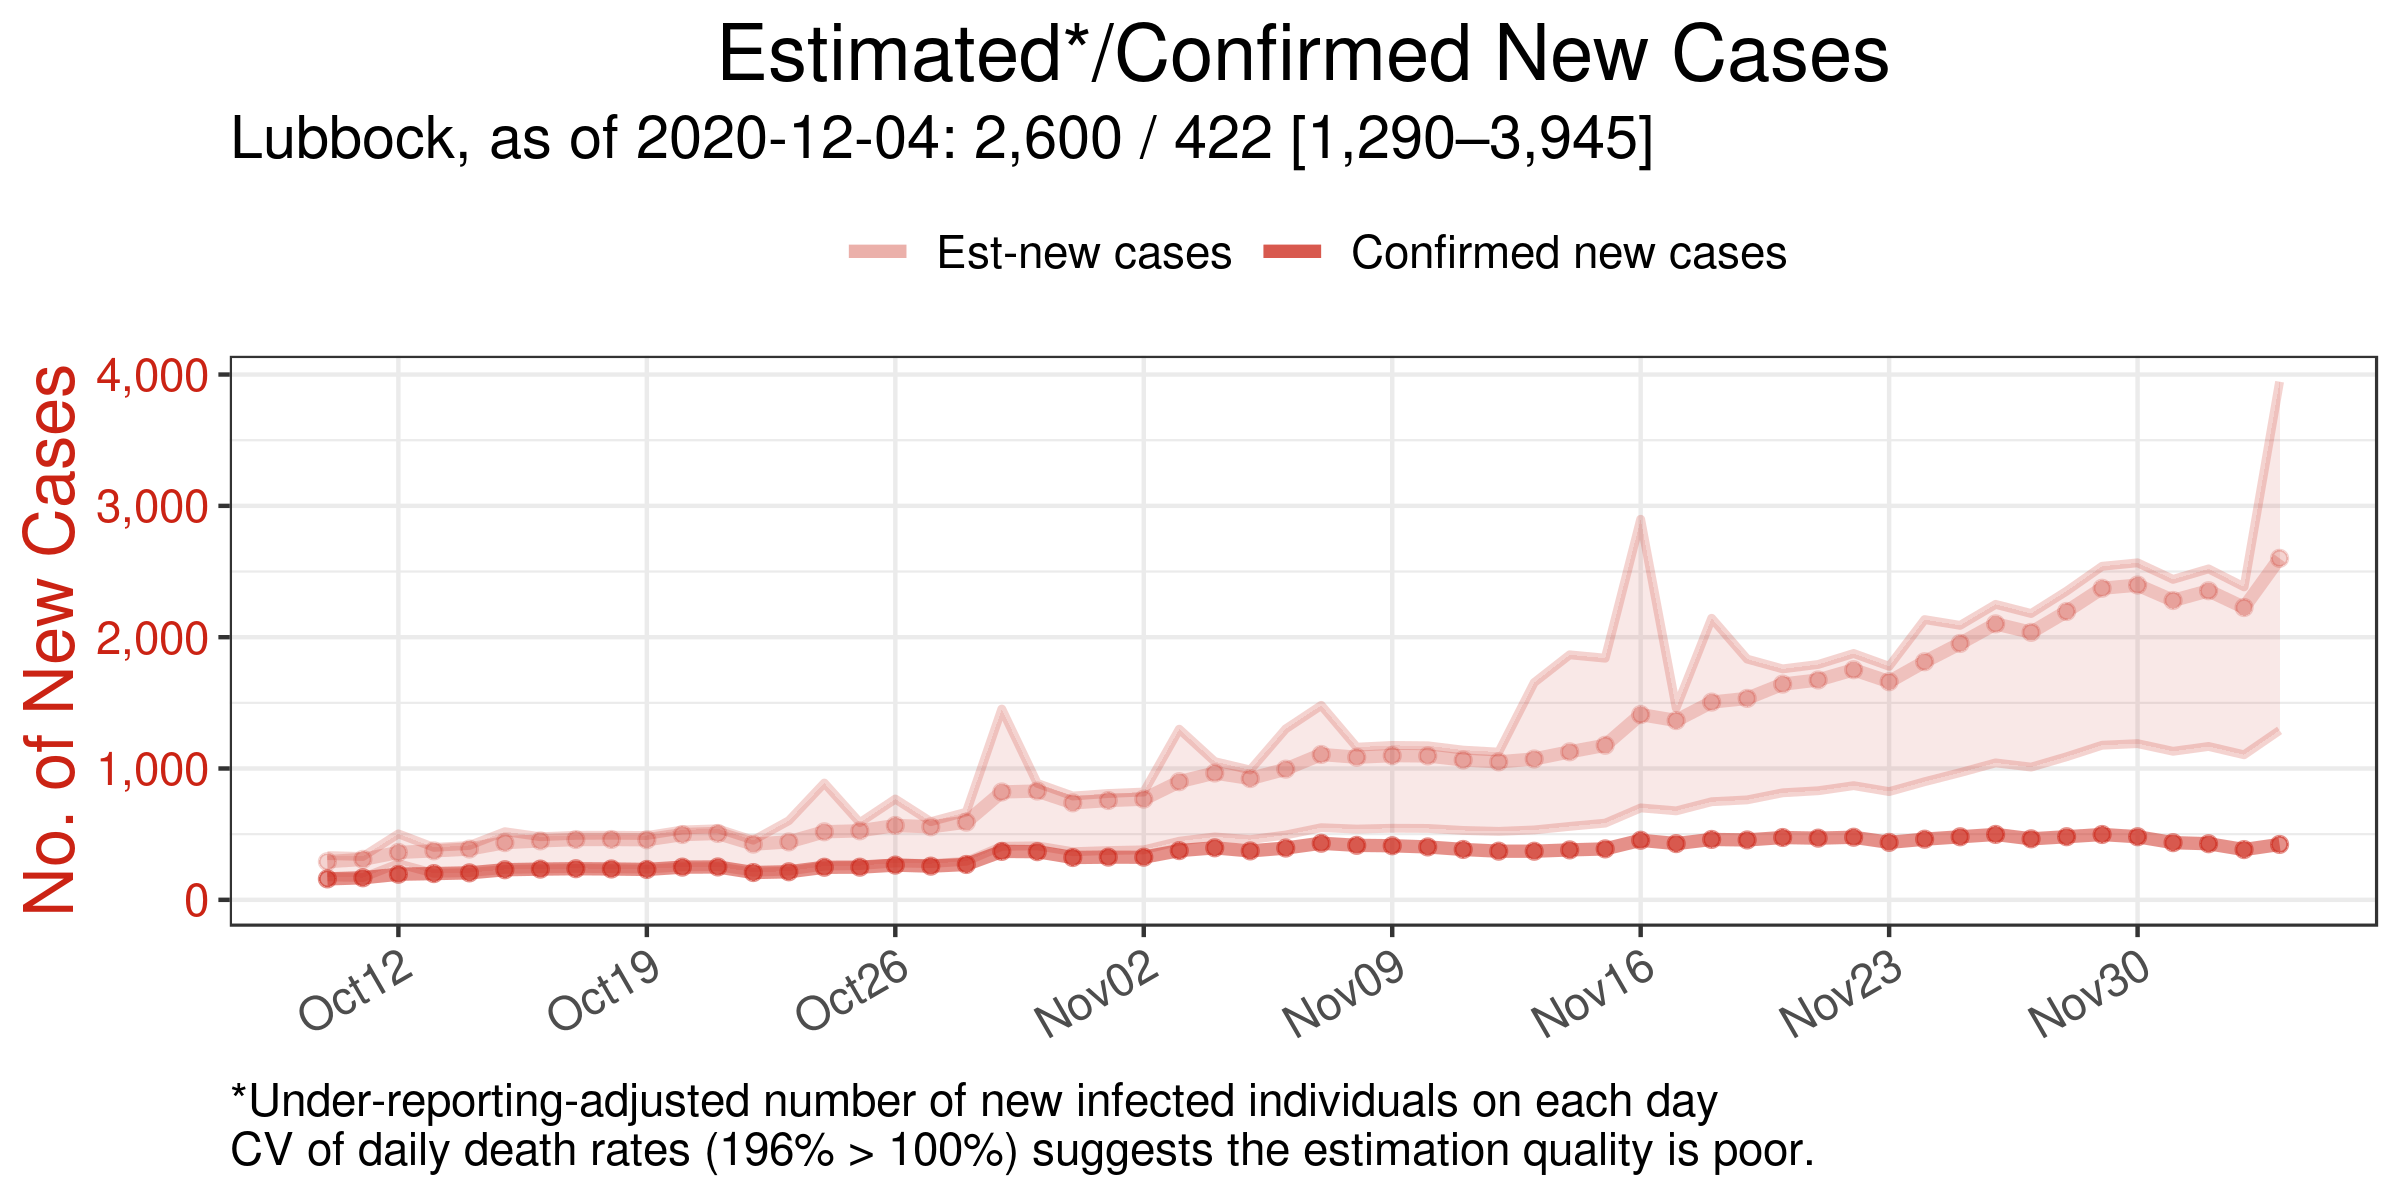 Estimated*/Confirmed New Cases
Lubbock, as of 2020-12-04: 2,600 / 422 [1,290–3,945]
Est-new cases Confirmed new cases
No. of New Cases
4,000
3,000
2,000
1,000
0
Oct12 Oct19 Oct26 Nov02 Nov09 Nov16 Nov23 Nov30
*Under-reporting-adjusted number of new infected individuals on each day
CV of daily death rates (196% > 100%) suggests the estimation quality is poor.